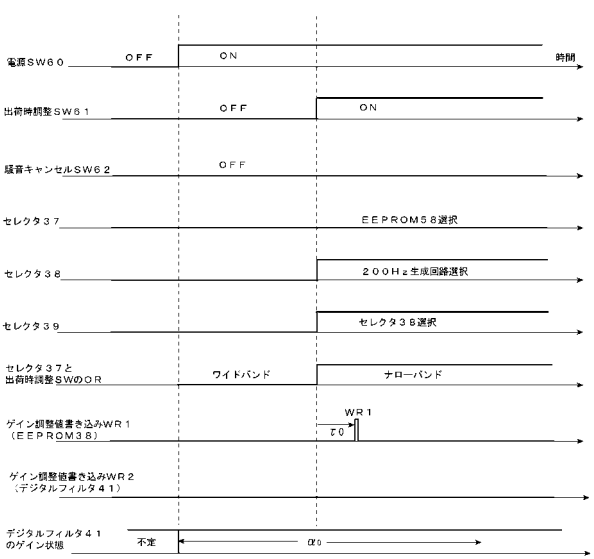 電源SW60
OFF
ON
時間
出荷時調整SW61
OFF
ON
騒音キャンセルSW62
OFF
セレクタ37
EEPROM58選択
セレクタ38
200Hz生成回路選択
セレクタ39
セレクタ38選択
セレクタ37と
出荷時調整SWのOR
ワイドバンド
ナローバンド
ゲイン調整値書き込みWR1
(EEPROM38)
WR1
τ0
ゲイン調整値書き込みWR2
(デジタルフィルタ41)
デジタルフィルタ41
のゲイン状態
不定
α0